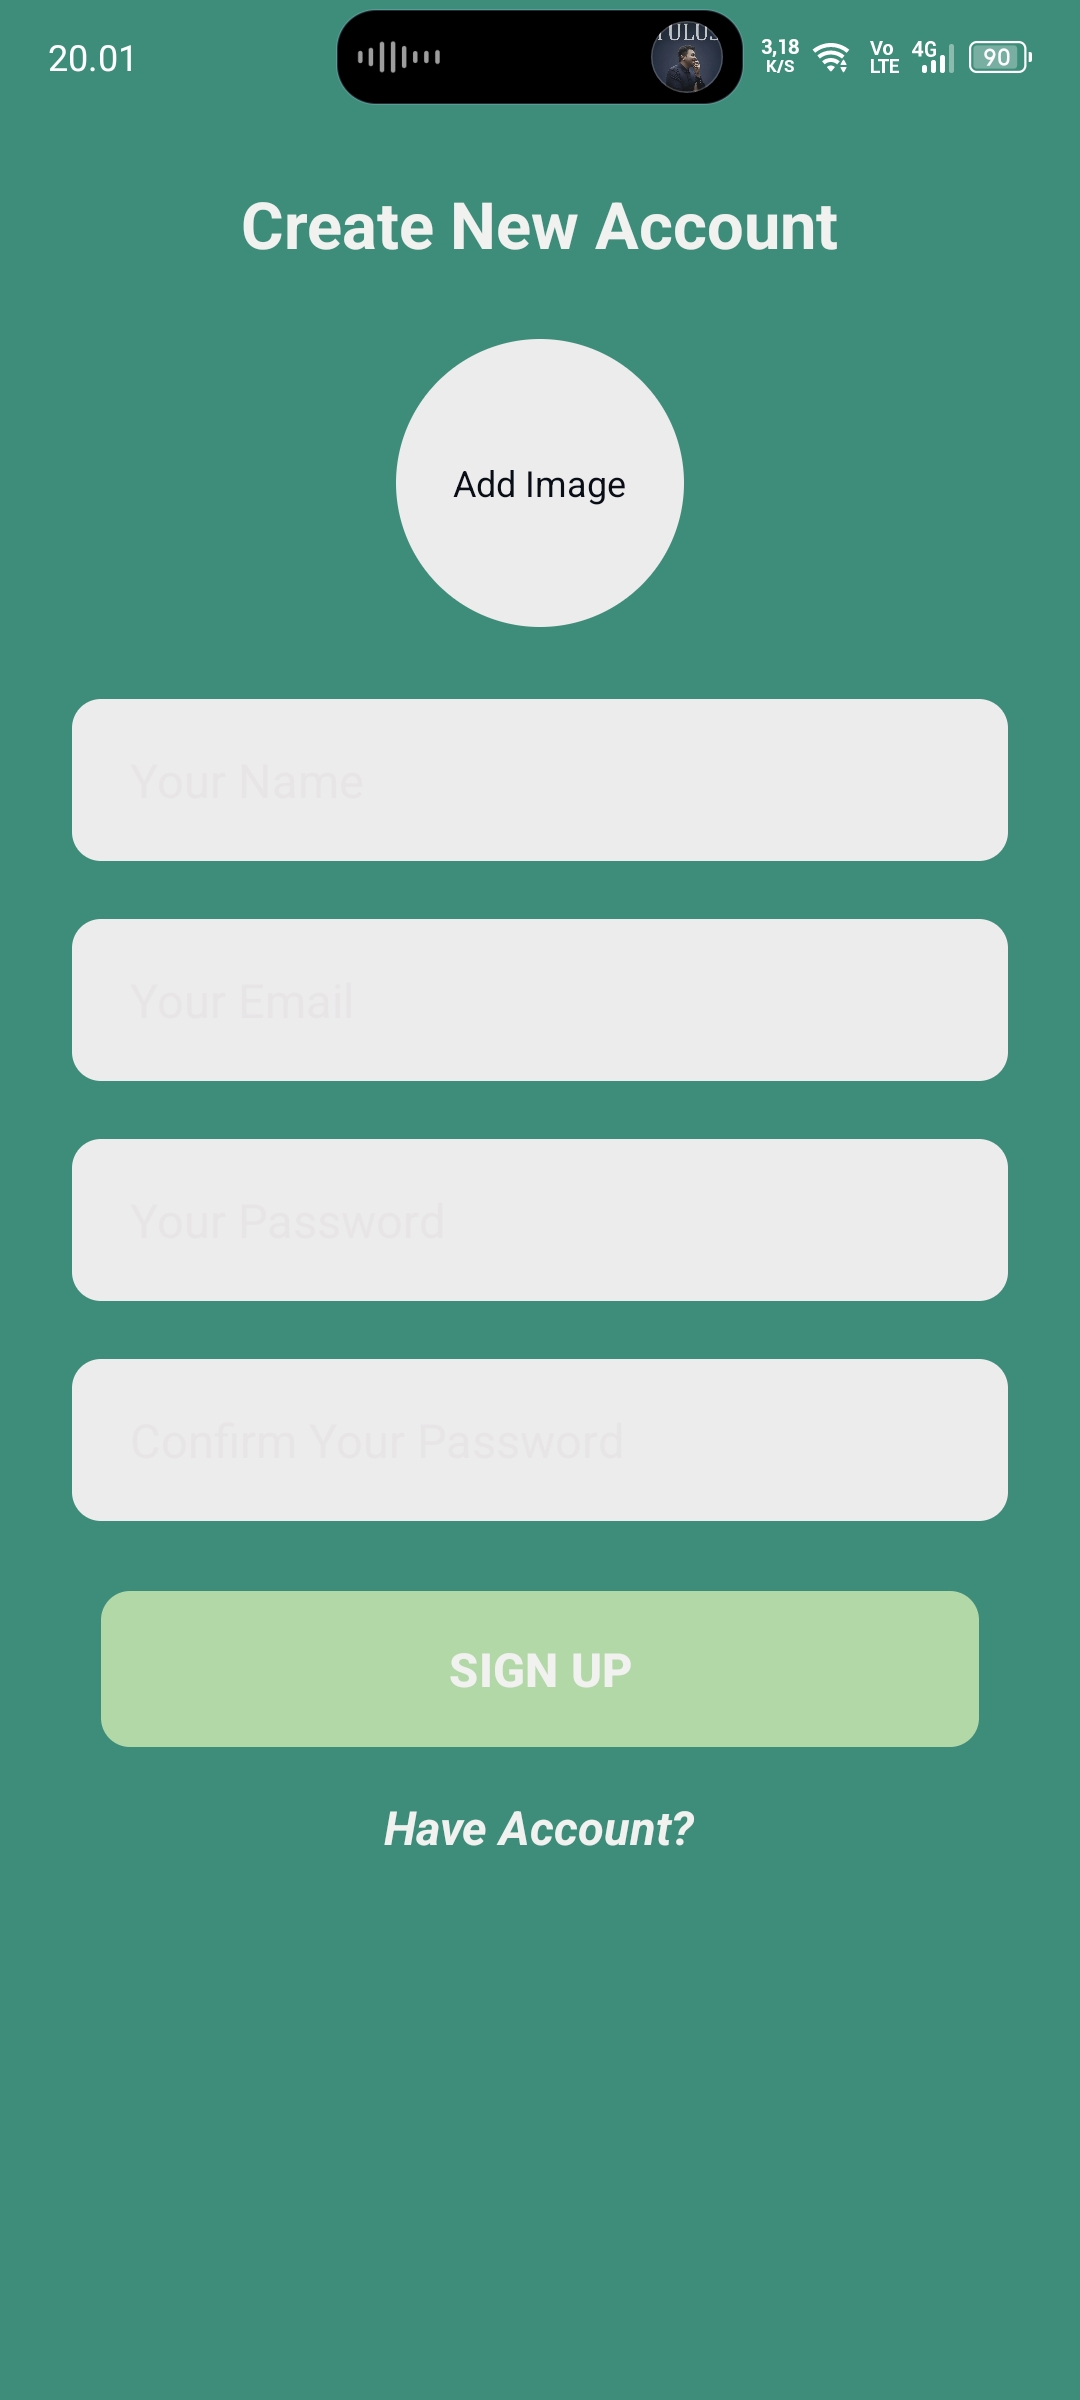 20.01
3,18
K/S
Vo
LTE
4G
90
Create New Account
Add Image
Your Name
Your Email
Your Password
Confirm Your Password
SIGN UP
Have Account?